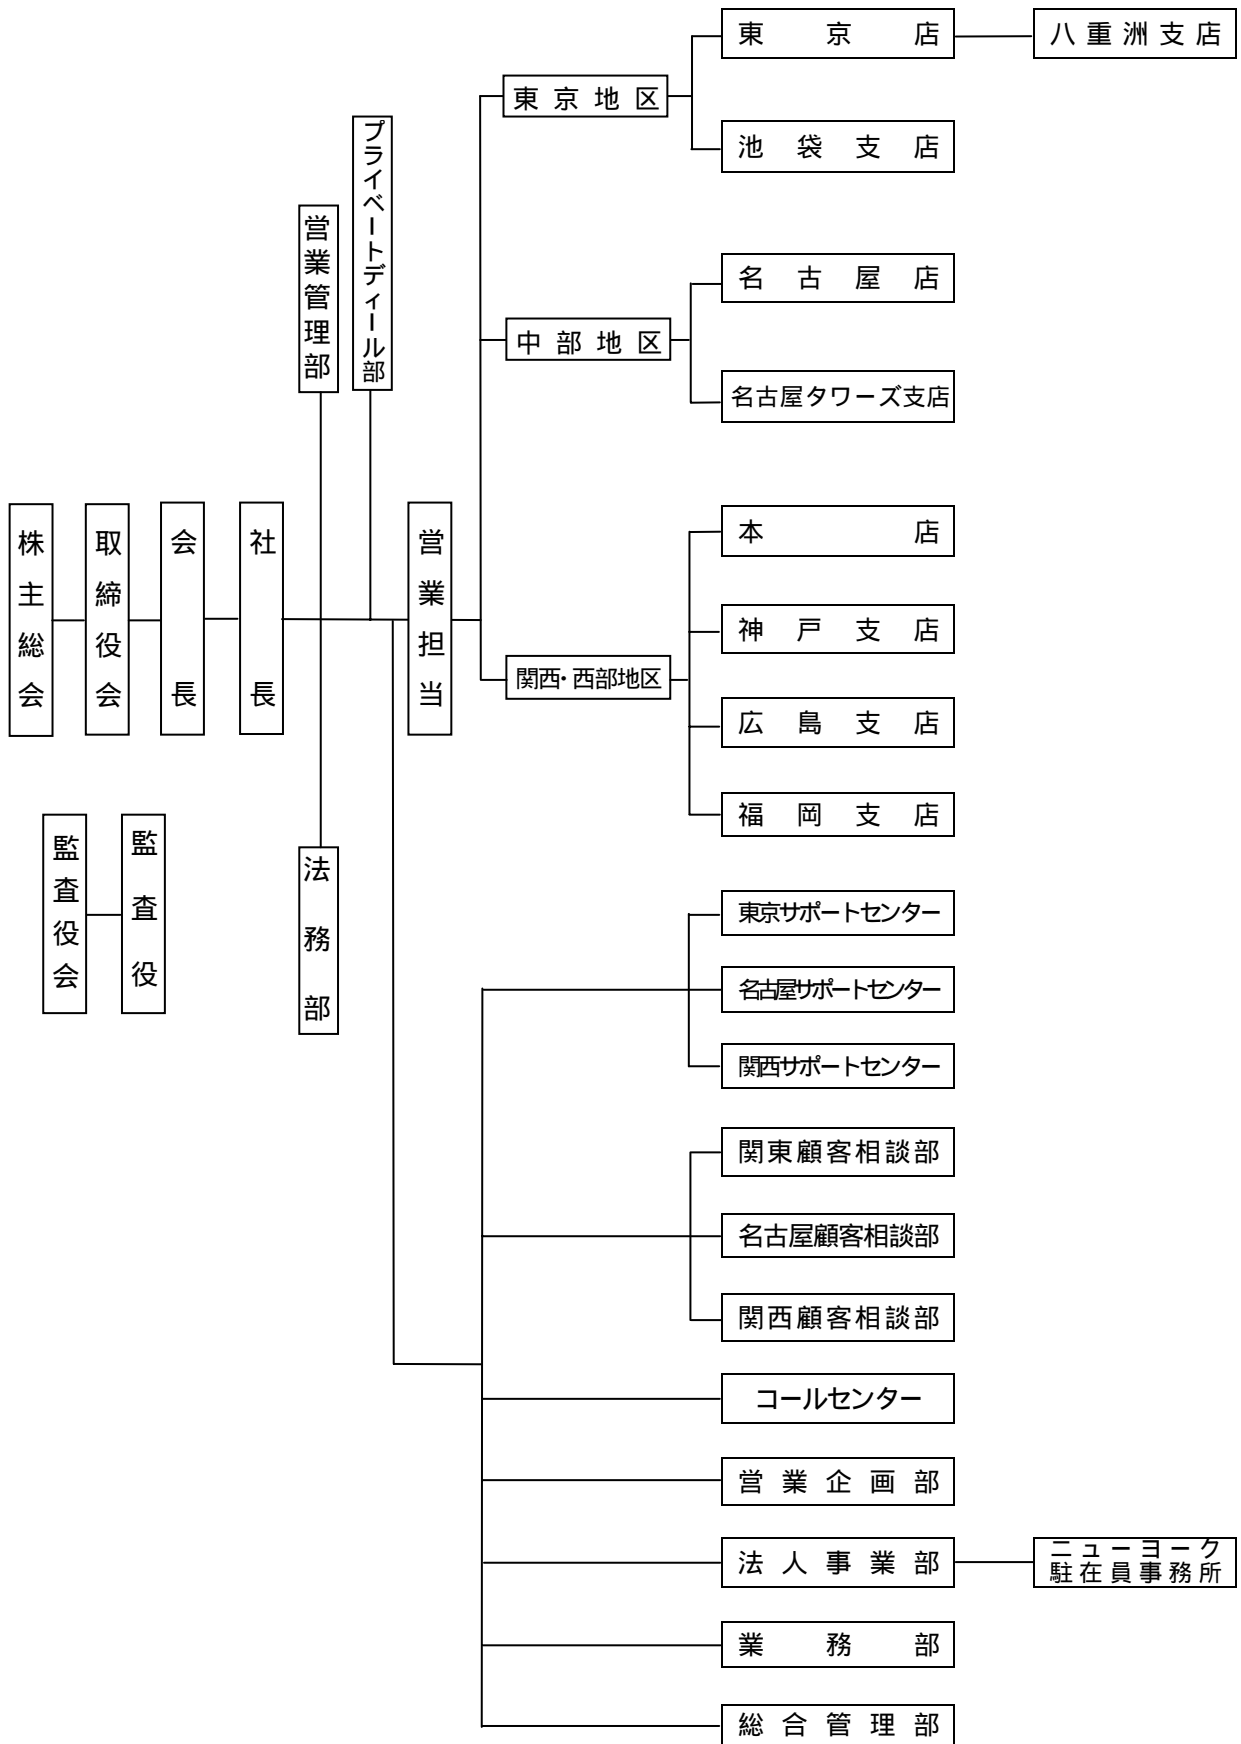 株主総会
取締役会
会長
社長
監査役会
監査役
営業管理部
プライベートディール部
法務部
営業担当
東京地区
東京店
八重洲支店
池袋支店
中部地区
名古屋店
名古屋タワーズ支店
関西・西部地区
本店
神戸支店
広島支店
福岡支店
東京サポートセンター
名古屋サポートセンター
関西サポートセンター
関東顧客相談部
名古屋顧客相談部
関西顧客相談部
コールセンター
営業企画部
法人事業部
ニューヨーク
駐在員事務所
業務部
総合管理部